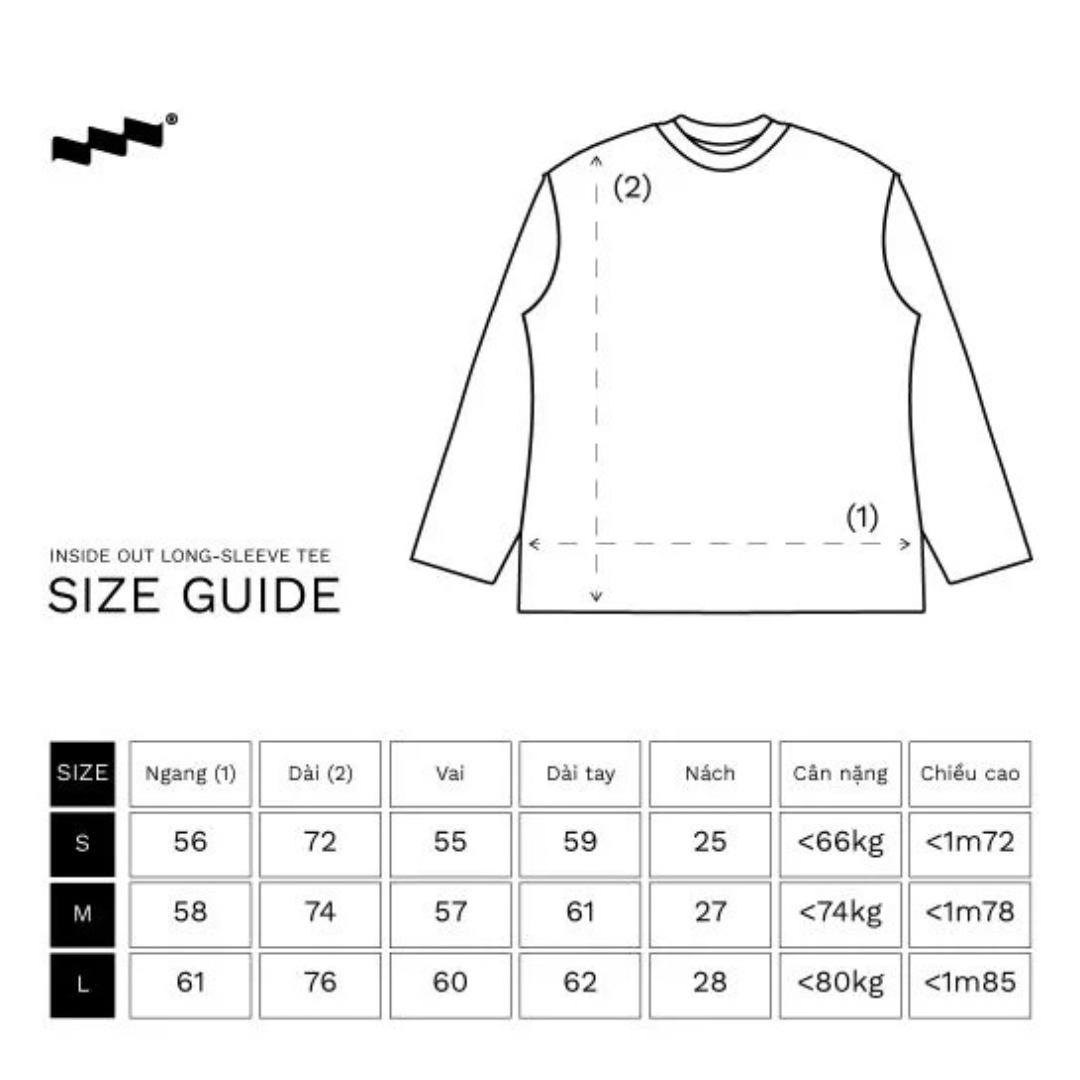 ®
(2)
(1)
INSIDE OUT LONG-SLEEVE TEE
SIZE GUIDE
SIZE Ngang (1) Dài (2) Vai Dài tay Nách Cân nặng Chiều cao
S 56 72 55 59 25 <66kg <1m72
M 58 74 57 61 27 <74kg <1m78
L 61 76 60 62 28 <80kg <1m85